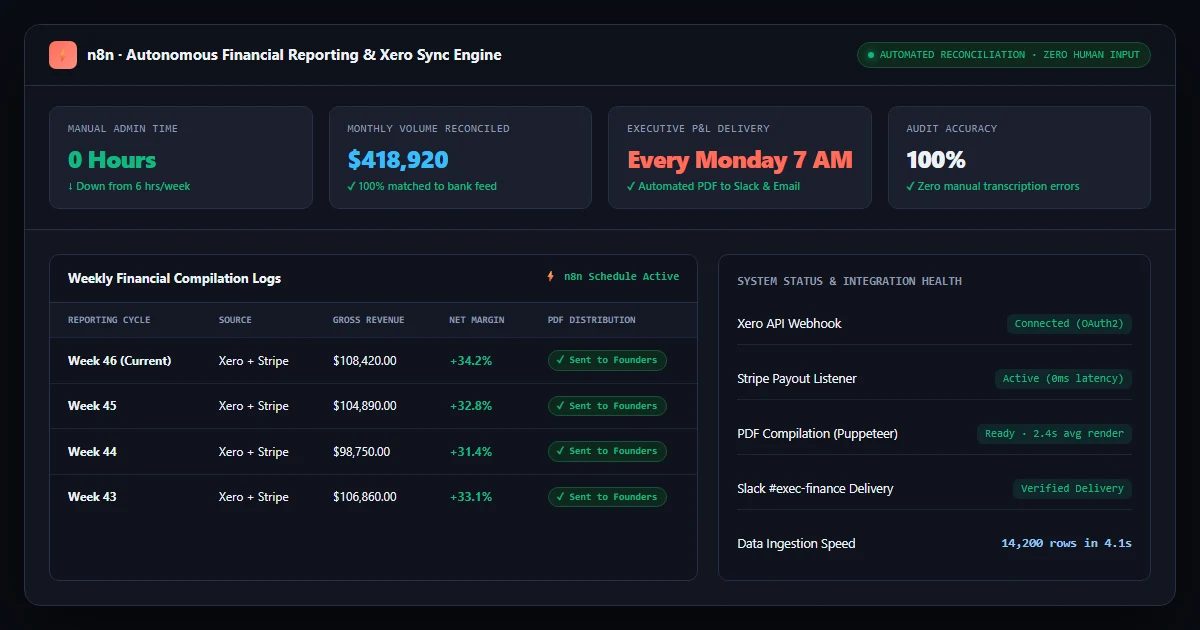 n8n · Autonomous Financial Reporting & Xero Sync Engine
AUTOMATED RECONCILIATION · ZERO HUMAN INPUT
MANUAL ADMIN TIME
0 Hours
↓ Down from 6 hrs/week
MONTHLY VOLUME RECONCILED
$418,920
✓ 100% matched to bank feed
EXECUTIVE P&L DELIVERY
Every Monday 7 AM
✓ Automated PDF to Slack & Email
AUDIT ACCURACY
100%
✓ Zero manual transcription errors
Weekly Financial Compilation Logs
n8n Schedule Active
REPORTING CYCLE SOURCE GROSS REVENUE NET MARGIN PDF DISTRIBUTION
Week 46 (Current) Xero + Stripe $108,420.00 +34.2% ✓ Sent to Founders
Week 45 Xero + Stripe $104,890.00 +32.8% ✓ Sent to Founders
Week 44 Xero + Stripe $98,750.00 +31.4% ✓ Sent to Founders
Week 43 Xero + Stripe $106,860.00 +33.1% ✓ Sent to Founders
SYSTEM STATUS & INTEGRATION HEALTH
Xero API Webhook Connected (OAuth2)
Stripe Payout Listener Active (0ms latency)
PDF Compilation (Puppeteer) Ready · 2.4s avg render
Slack #exec-finance Delivery Verified Delivery
Data Ingestion Speed 14,200 rows in 4.1s